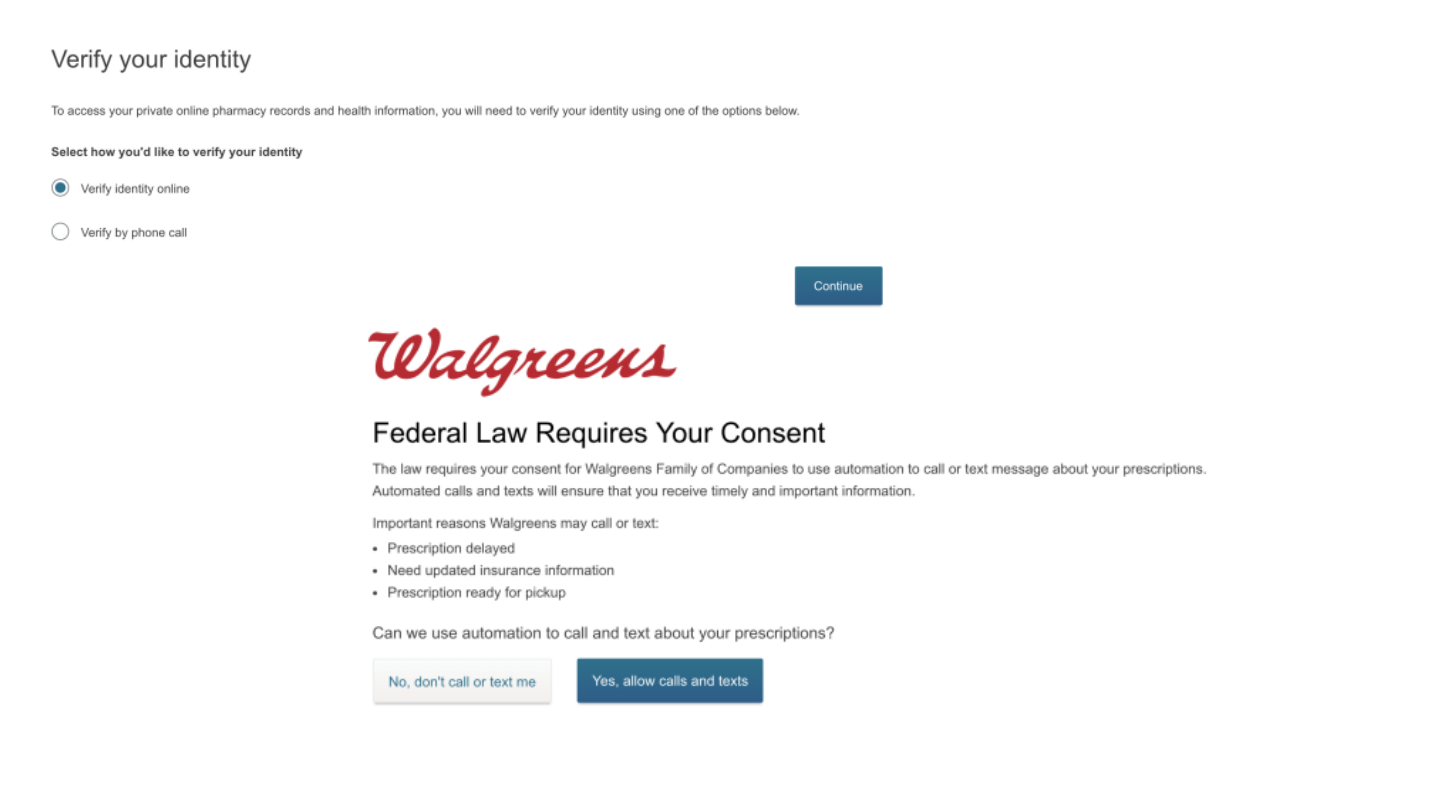 Verify your identity
To access your private online pharmacy records and health information, you will need to verify your identity using one of the options below.
Select how you'd like to verify your identity
Verify identity online
Verify by phone call
Continue
Walgreens
Federal Law Requires Your Consent
The law requires your consent for Walgreens Family of Companies to use automation to call or text message about your prescriptions.
Automated calls and texts will ensure that you receive timely and important information.
Important reasons Walgreens may call or text:
• Prescription delayed
• Need updated insurance information
• Prescription ready for pickup
Can we use automation to call and text about your prescriptions?
No, don't call or text me
Yes, allow calls and texts